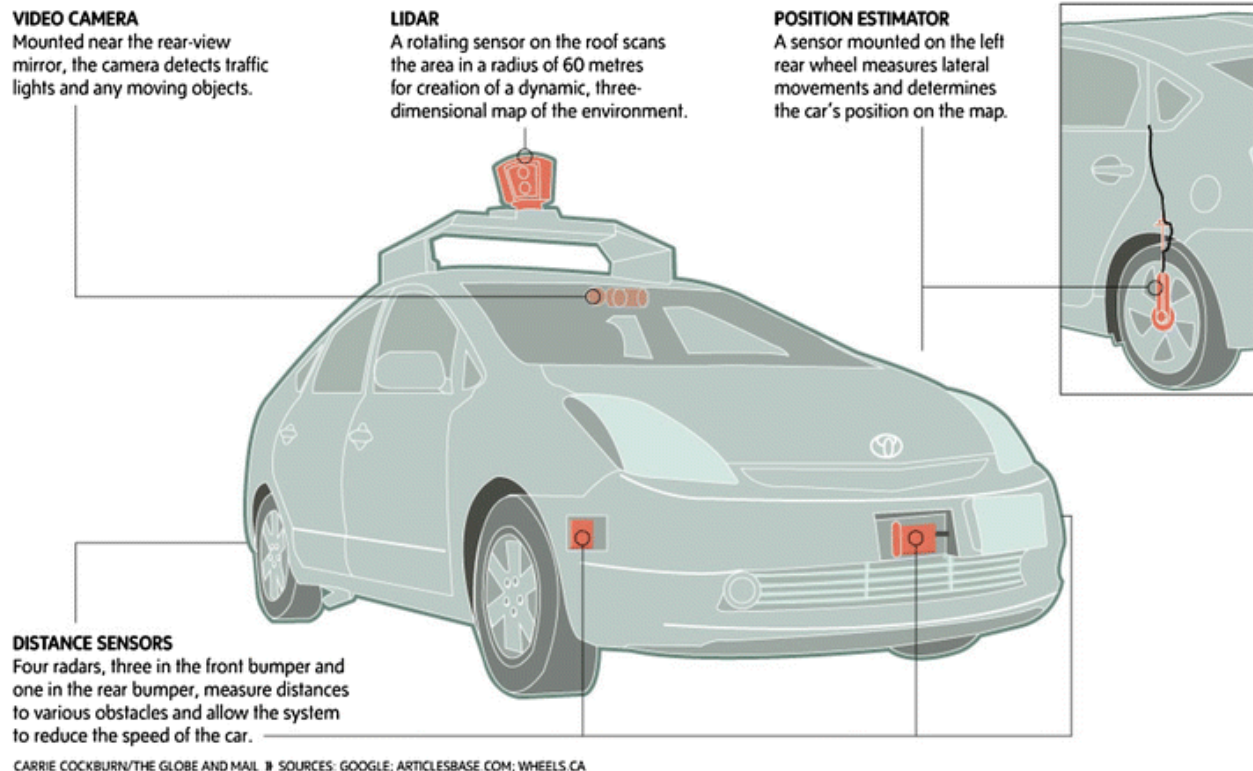 VIDEO CAMERA
Mounted near the rear-view
mirror, the camera detects traffic
lights and any moving objects.
LIDAR
A rotating sensor on the roof scans
the area in a radius of 60 metres
for creation of a dynamic, three-
dimensional map of the environment.
POSITION ESTIMATOR
A sensor mounted on the left
rear wheel measures lateral
movements and determines
the car's position on the map.
DISTANCE SENSORS
Four radars, three in the front bumper and
one in the rear bumper, measure distances
to various obstacles and allow the system
to reduce the speed of the car.
CARRIE COCKBURN/THE GLOBE AND MAIL » SOURCES: GOOGLE; ARTICLESBASE.COM; WHEELS.CA